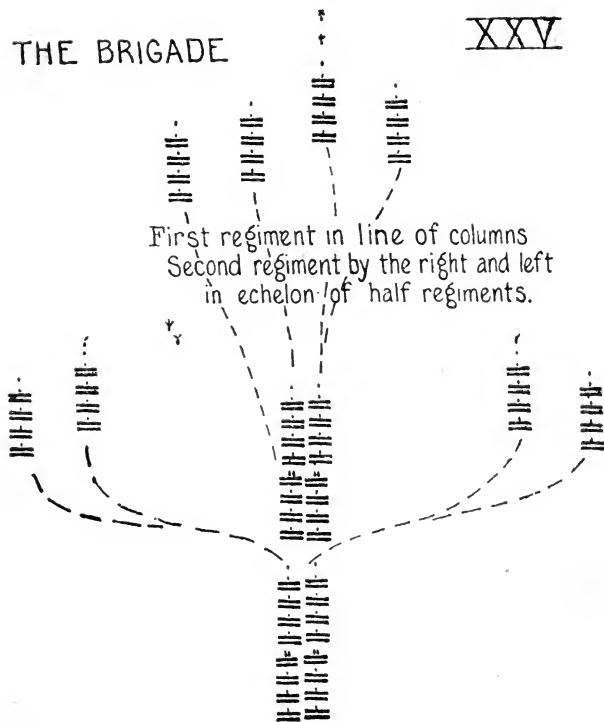 THE BRIGADE
XXV
First regiment in line of columns
Second regiment by the right and left
in echelon of half regiments.